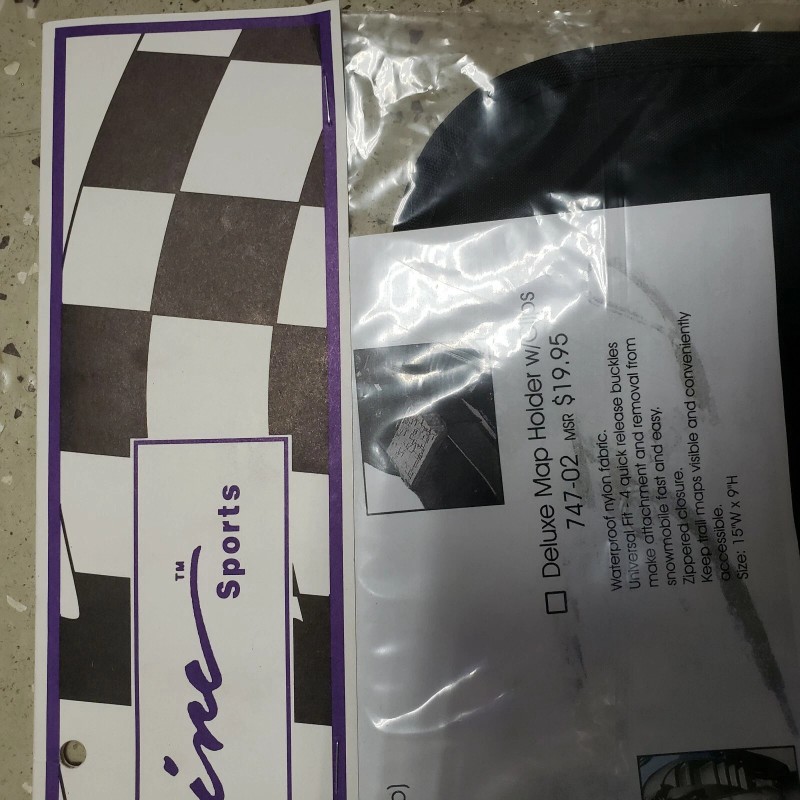 ine™
Sports
Deluxe Map Holder w/Clips
747-02 MSR $19.95
Waterproof nylon fabric.
Universal Fit - 4 quick release buckles
make attachment and removal from
snowmobile fast and easy.
Zippered closure.
Keep trail maps visible and conveniently
accessible.
Size: 15"W x 9"H